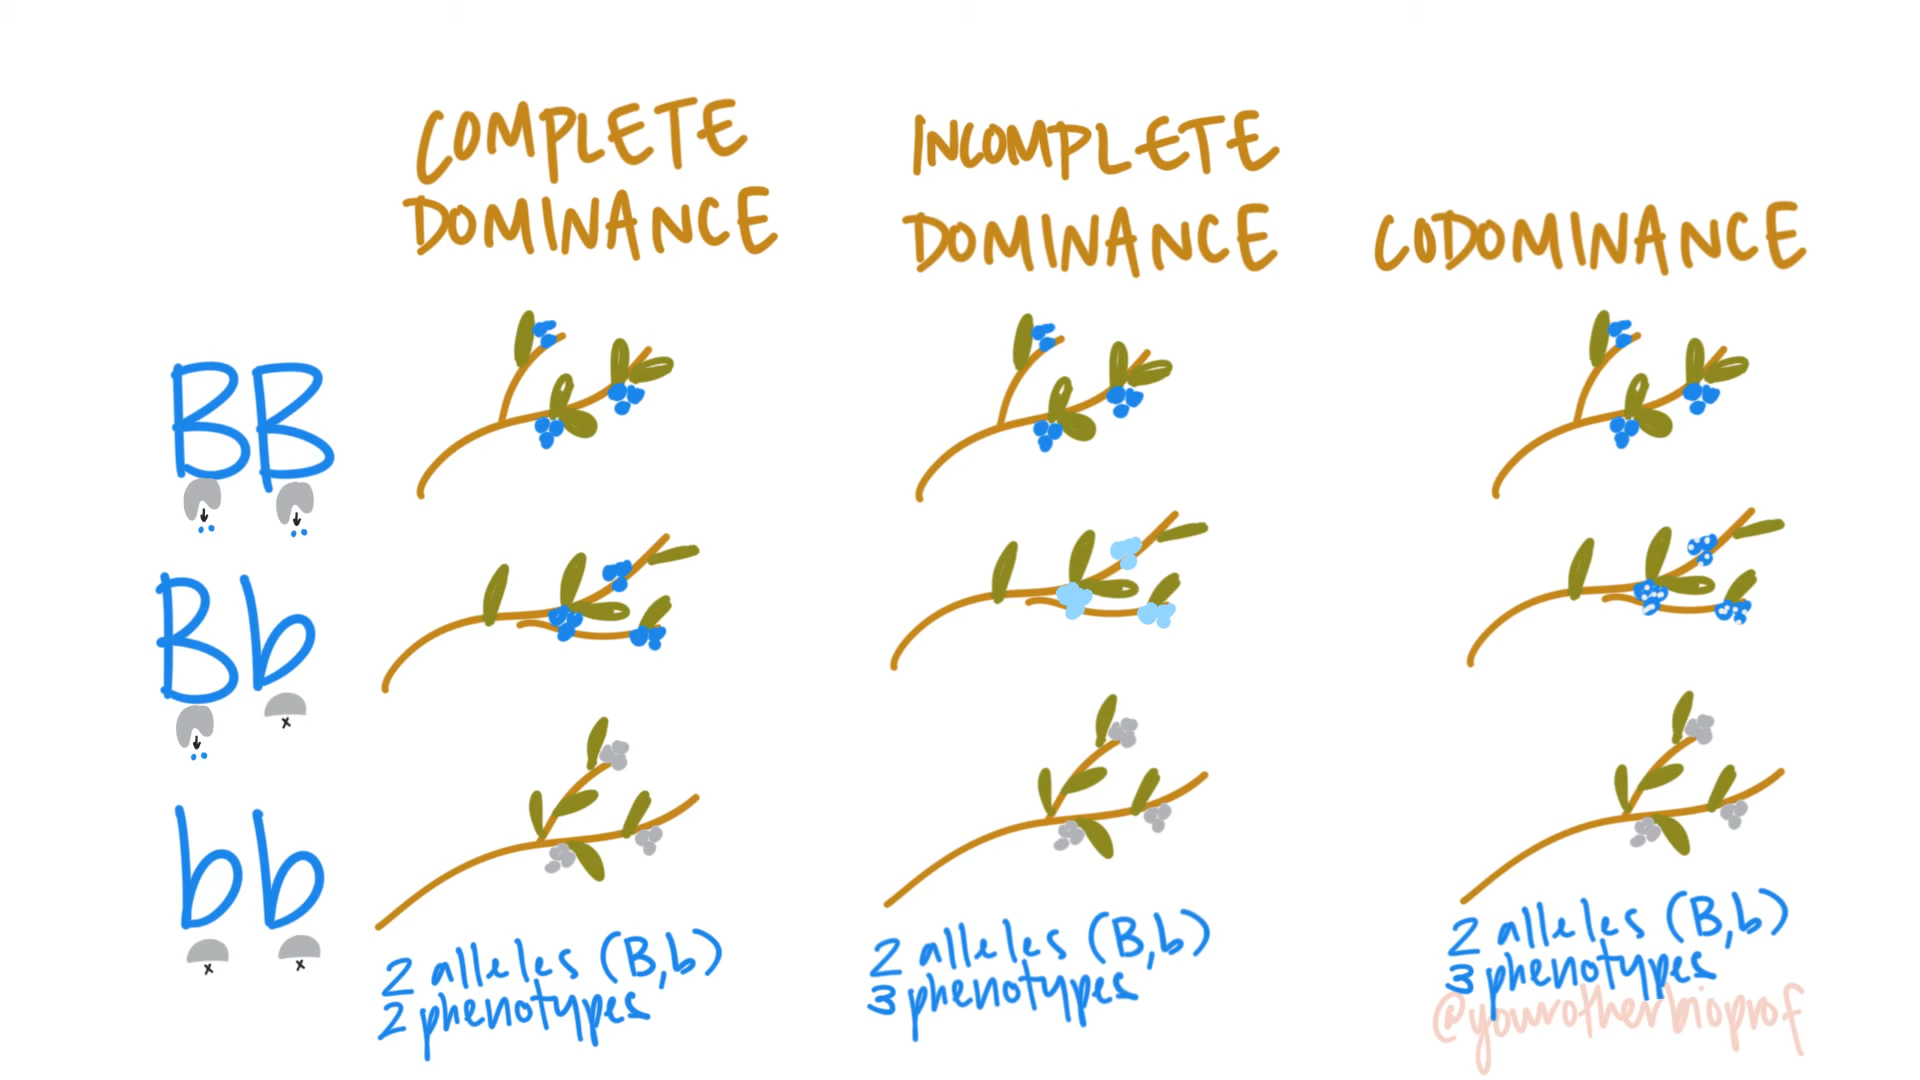 COMPLETE
DOMINANCE
INCOMPLETE
DOMINANCE
CODOMINANCE
BB
Bb
bb
2 alleles (B,b)
2 phenotypes
2 alleles (B,b)
3 phenotypes
2 alleles (B,b)
3 phenotypes
@yourotherbioprof